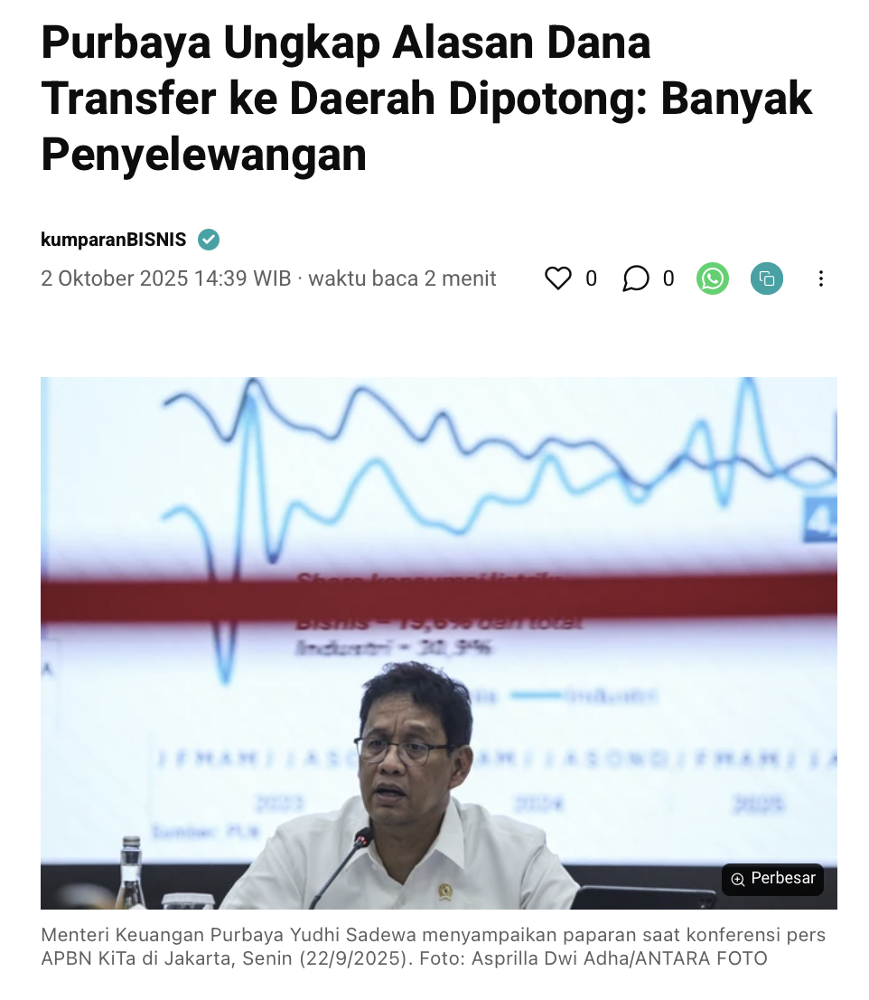 Purbaya Ungkap Alasan Dana
Transfer ke Daerah Dipotong: Banyak
Penyelewangan
kumparanBISNIS
2 Oktober 2025 14:39 WIB · waktu baca 2 menit
0
0
4,
Share konsumsi listrik:
Bisnis = 19,6% dari total
Industri = 30,9%
Industri
J F M A M J J A S O N D J F M A M J J A
2023
2024
2025
Sumber: PLN
Perbesar
Menteri Keuangan Purbaya Yudhi Sadewa menyampaikan paparan saat konferensi pers
APBN KiTa di Jakarta, Senin (22/9/2025). Foto: Asprilla Dwi Adha/ANTARA FOTO